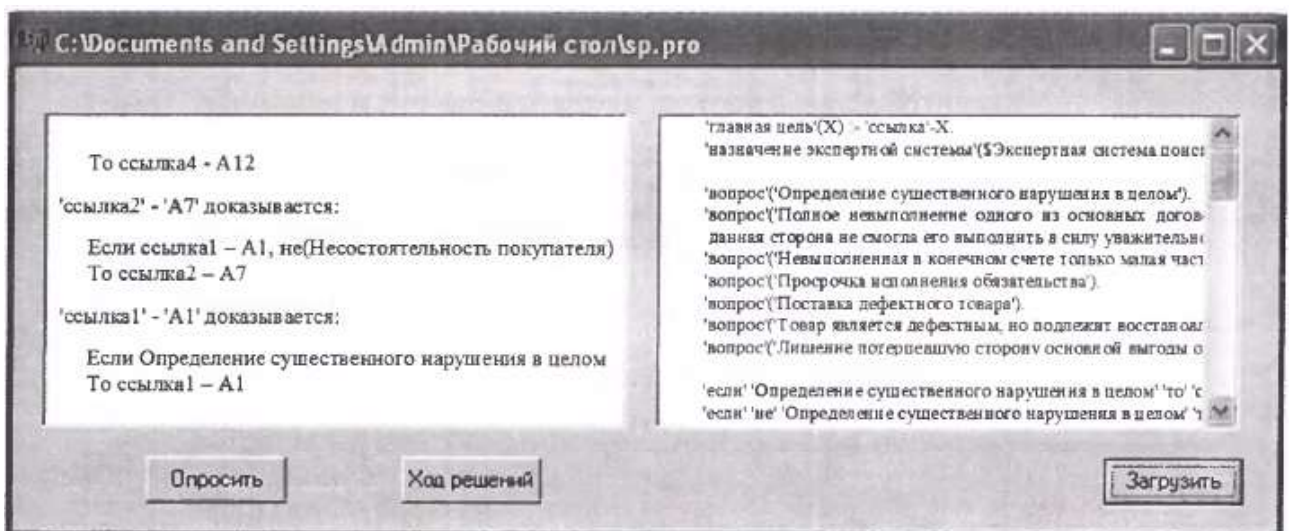 C:\Documents and Settings\Admin\Рабочий стол\sp.pro
То ссылка4 - А12
'ссылка2' - 'А7' доказывается:
Если ссылка1 – А1, не(Несостоятельность покупателя)
То ссылка2 – А7
'ссылка1' - 'А1' доказывается:
Если Определение существенного нарушения в целом
То ссылка1 – А1
'главная цель'(X) :- 'ссылка'-X.
'назначение экспертной системы'($Экспертная система поиск
'вопрос'('Определение существенного нарушения в целом').
'вопрос'('Полное невыполнение одного из основных догов
данная сторона не смогла его выполнить в силу уважительно
'вопрос'('Невыполненная в конечном счете только малая част
'вопрос'('Просрочка исполнения обязательства').
'вопрос'('Поставка дефектного товара').
'вопрос'('Товар является дефектным, но подлежит восстановл
'вопрос'('Лишение потерпевшую сторону основной выгоды о
'если' 'Определение существенного нарушения в целом' 'то' 'с
'если' 'не' 'Определение существенного нарушения в целом' 'т
Опросить
Ход решений
Загрузить